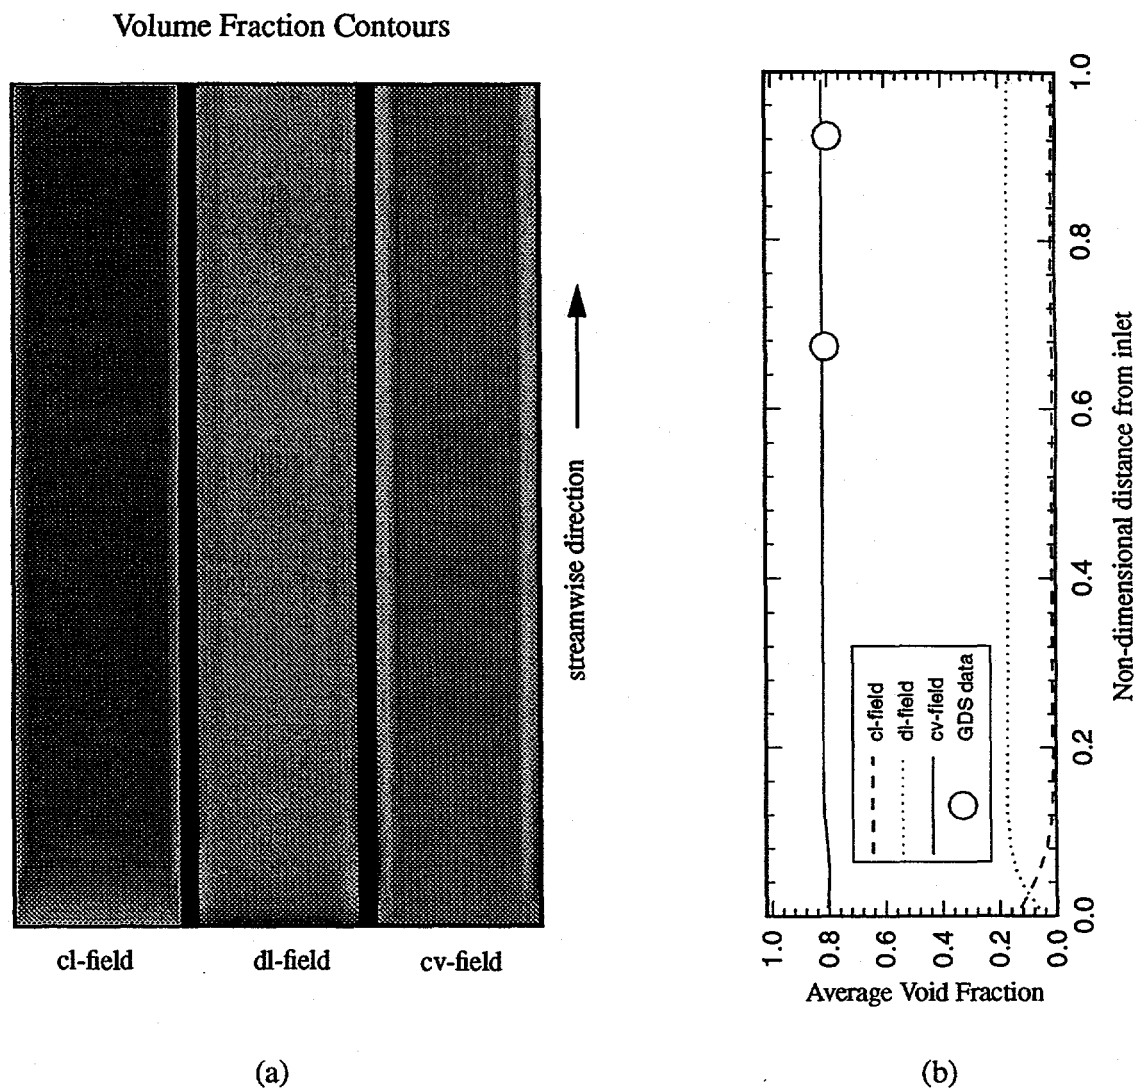 Volume Fraction Contours
streamwise direction
cl-field
dl-field
cv-field
(a)
cl-field
dl-field
cv-field
GDS data
1.0
0.8
0.6
0.4
0.2
0.0
Average Void Fraction
0.0
0.2
0.4
0.6
0.8
1.0
Non-dimensional distance from inlet
(b)